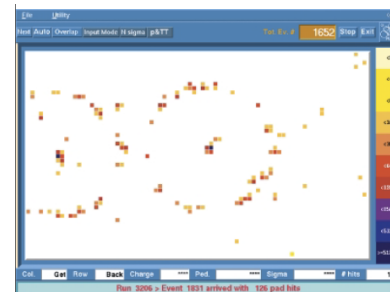 File Utility
Next Auto Overlap Input Mode N sigma p&TT Tot. Ev. # 1652 Stop Exit
Col. Get Row Back Charge **** Ped. **** Sigma **** # hits
Run 3206 > Event 1831 arrived with 126 pad hits